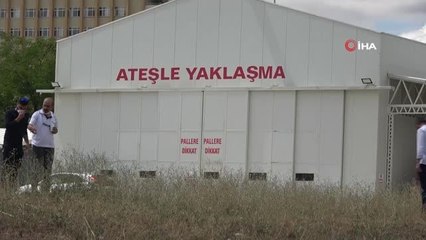 İHA
ATEŞLE YAKLAŞMA
PALLERE PALLERE
DİKKAT DİKKAT